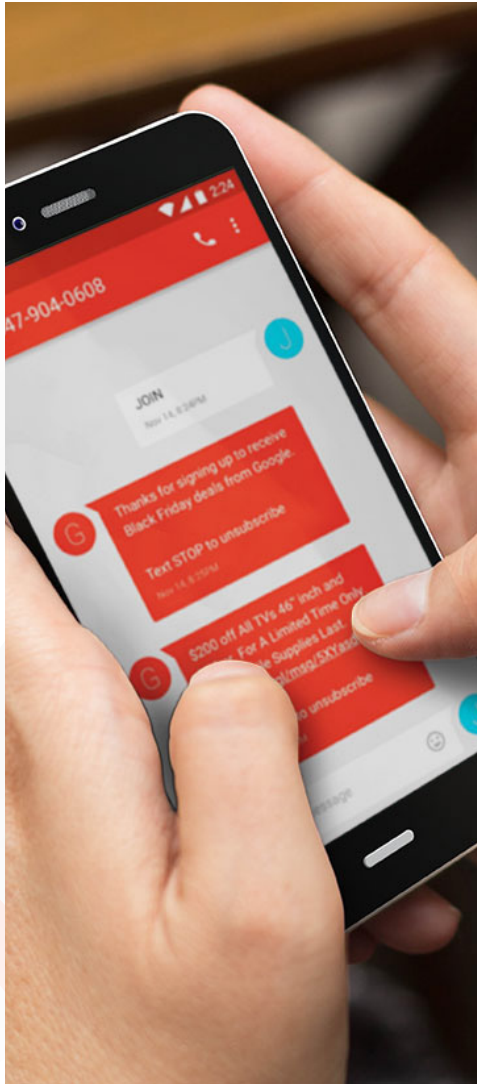 2:24
47-904-0608
J
JOIN
Nov 14, 8:24PM
G
Thanks for signing up to receive
Black Friday deals from Google.
Text STOP to unsubscribe
Nov 14, 8:25PM
G
$200 off All TVs 46" inch and
For A Limited Time Only
Supplies Last.
to unsubscribe